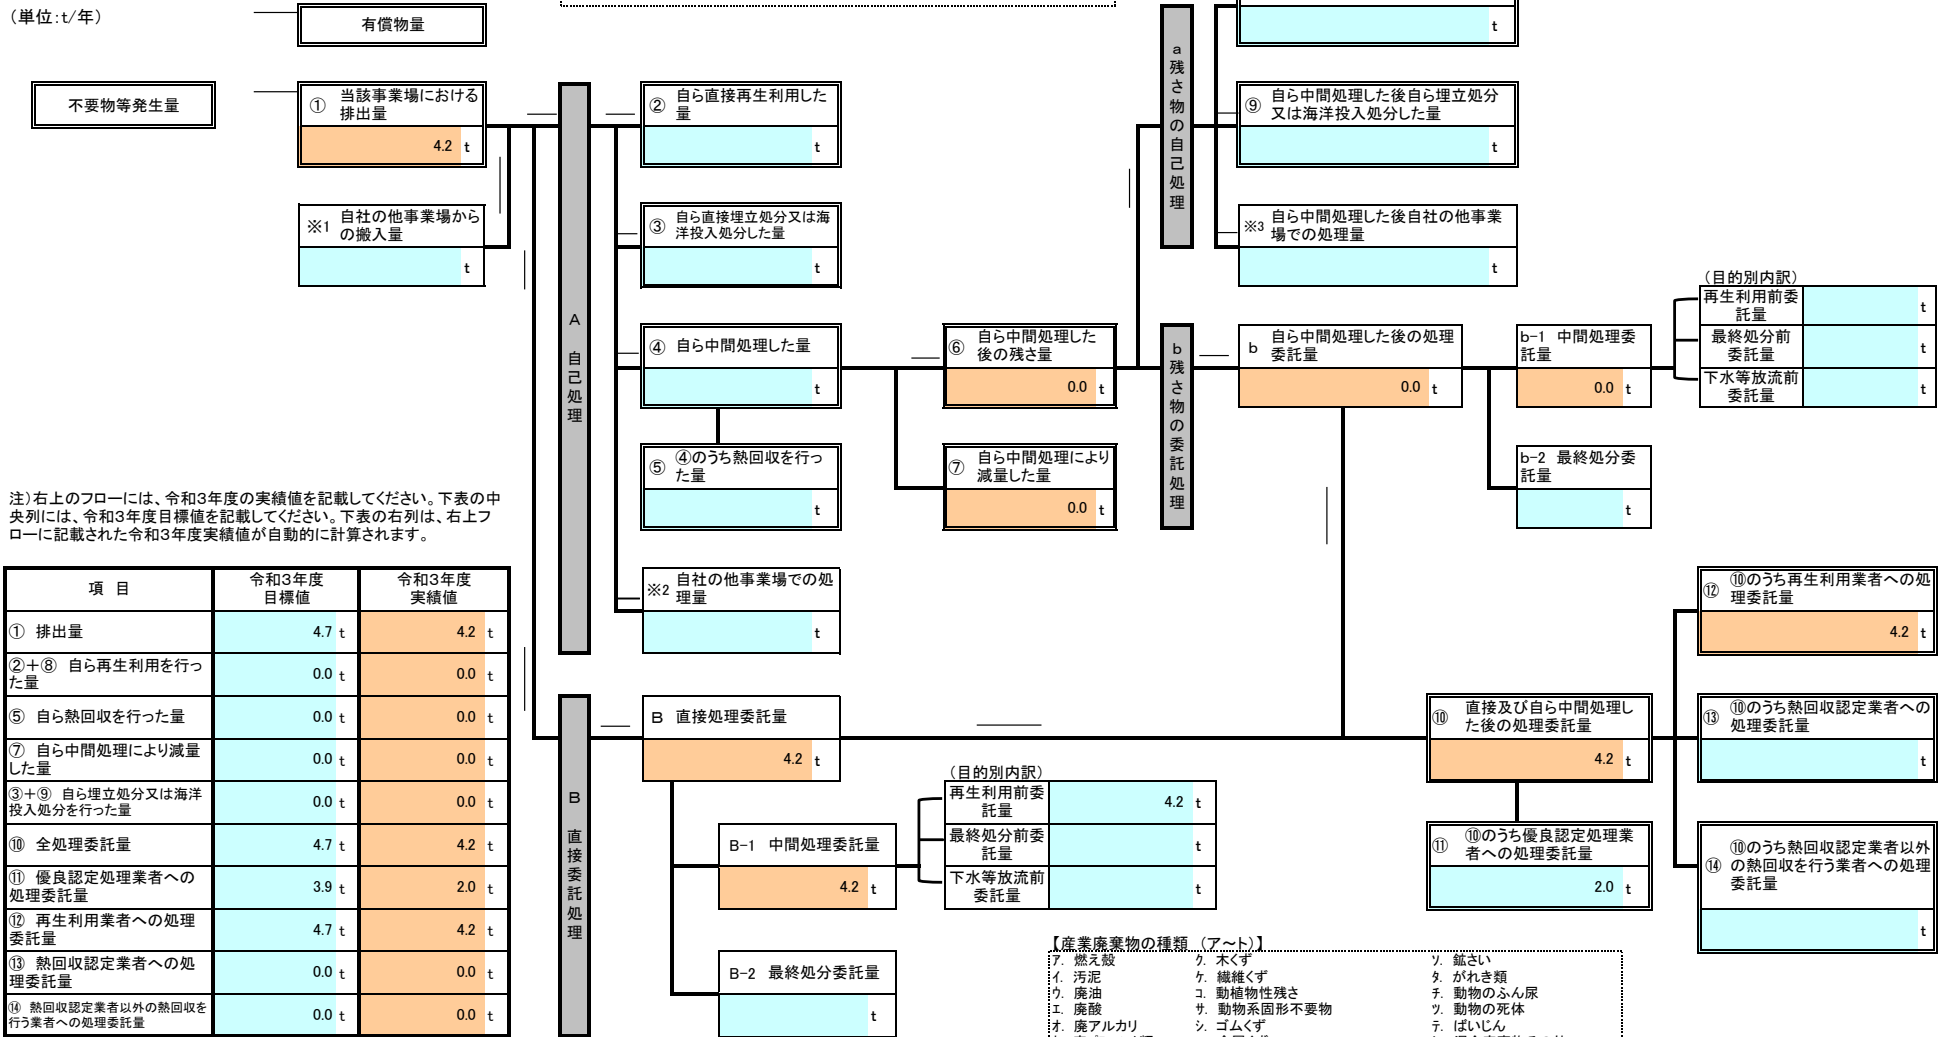 （単位：t/年）
有償物量
t
不要物等発生量
① 当該事業場における
排出量
4.2 t
※1 自社の他事業場から
の搬入量
t
A 自己処理
② 自ら直接再生利用した
量
t
③ 自ら直接埋立処分又は海
洋投入処分した量
t
④ 自ら中間処理した量
t
⑤ ④のうち熱回収を行っ
た量
t
※2 自社の他事業場での処
理量
t
⑥ 自ら中間処理した
後の残さ量
0.0 t
⑦ 自ら中間処理により
減量した量
0.0 t
a 残さ物の自己処理
⑨ 自ら中間処理した後自ら埋立処分
又は海洋投入処分した量
t
※3 自ら中間処理した後自社の他事業
場での処理量
t
b 残さ物の委託処理
b 自ら中間処理した後の処理
委託量
0.0 t
b-1 中間処理委
託量
0.0 t
b-2 最終処分委
託量
t
（目的別内訳）
再生利用前委
託量
t
最終処分前
委託量
t
下水等放流前
委託量
t
注）右上のフローには、令和3年度の実績値を記載してください。下表の中
央列には、令和3年度目標値を記載してください。下表の右列は、右上フ
ローに記載された令和3年度実績値が自動的に計算されます。
項 目 令和3年度 令和3年度
目標値 実績値
① 排出量 4.7 t 4.2 t
②＋⑧ 自ら再生利用を行っ
た量 0.0 t 0.0 t
⑤ 自ら熱回収を行った量 0.0 t 0.0 t
⑦ 自ら中間処理により減量
した量 0.0 t 0.0 t
③＋⑨ 自ら埋立処分又は海洋
投入処分を行った量 0.0 t 0.0 t
⑩ 全処理委託量 4.7 t 4.2 t
⑪ 優良認定処理業者への
処理委託量 3.9 t 2.0 t
⑫ 再生利用業者への処理
委託量 4.7 t 4.2 t
⑬ 熱回収認定業者への処
理委託量 0.0 t 0.0 t
⑭ 熱回収認定業者以外の熱回収を
行う業者への処理委託量 0.0 t 0.0 t
B 直接委託処理
B 直接処理委託量
4.2 t
B-1 中間処理委託量
4.2 t
B-2 最終処分委託量
t
（目的別内訳）
再生利用前委
託量
4.2 t
最終処分前委
託量
t
下水等放流前
委託量
t
⑩ 直接及び自ら中間処理し
た後の処理委託量
4.2 t
⑪ ⑩のうち優良認定処理業
者への処理委託量
2.0 t
⑫ ⑩のうち再生利用業者への処
理委託量
4.2 t
⑬ ⑩のうち熱回収認定業者への
処理委託量
t
⑭ ⑩のうち熱回収認定業者以外
の熱回収を行う業者への処理
委託量
t
【産業廃棄物の種類 （ア～ト）】
ア. 燃え殻 ク. 木くず ソ. 鉱さい
イ. 汚泥 ケ. 繊維くず タ. がれき類
ウ. 廃油 コ. 動植物性残さ チ. 動物のふん尿
エ. 廃酸 サ. 動物系固形不要物 ツ. 動物の死体
オ. 廃アルカリ シ. ゴムくず テ. ばいじん